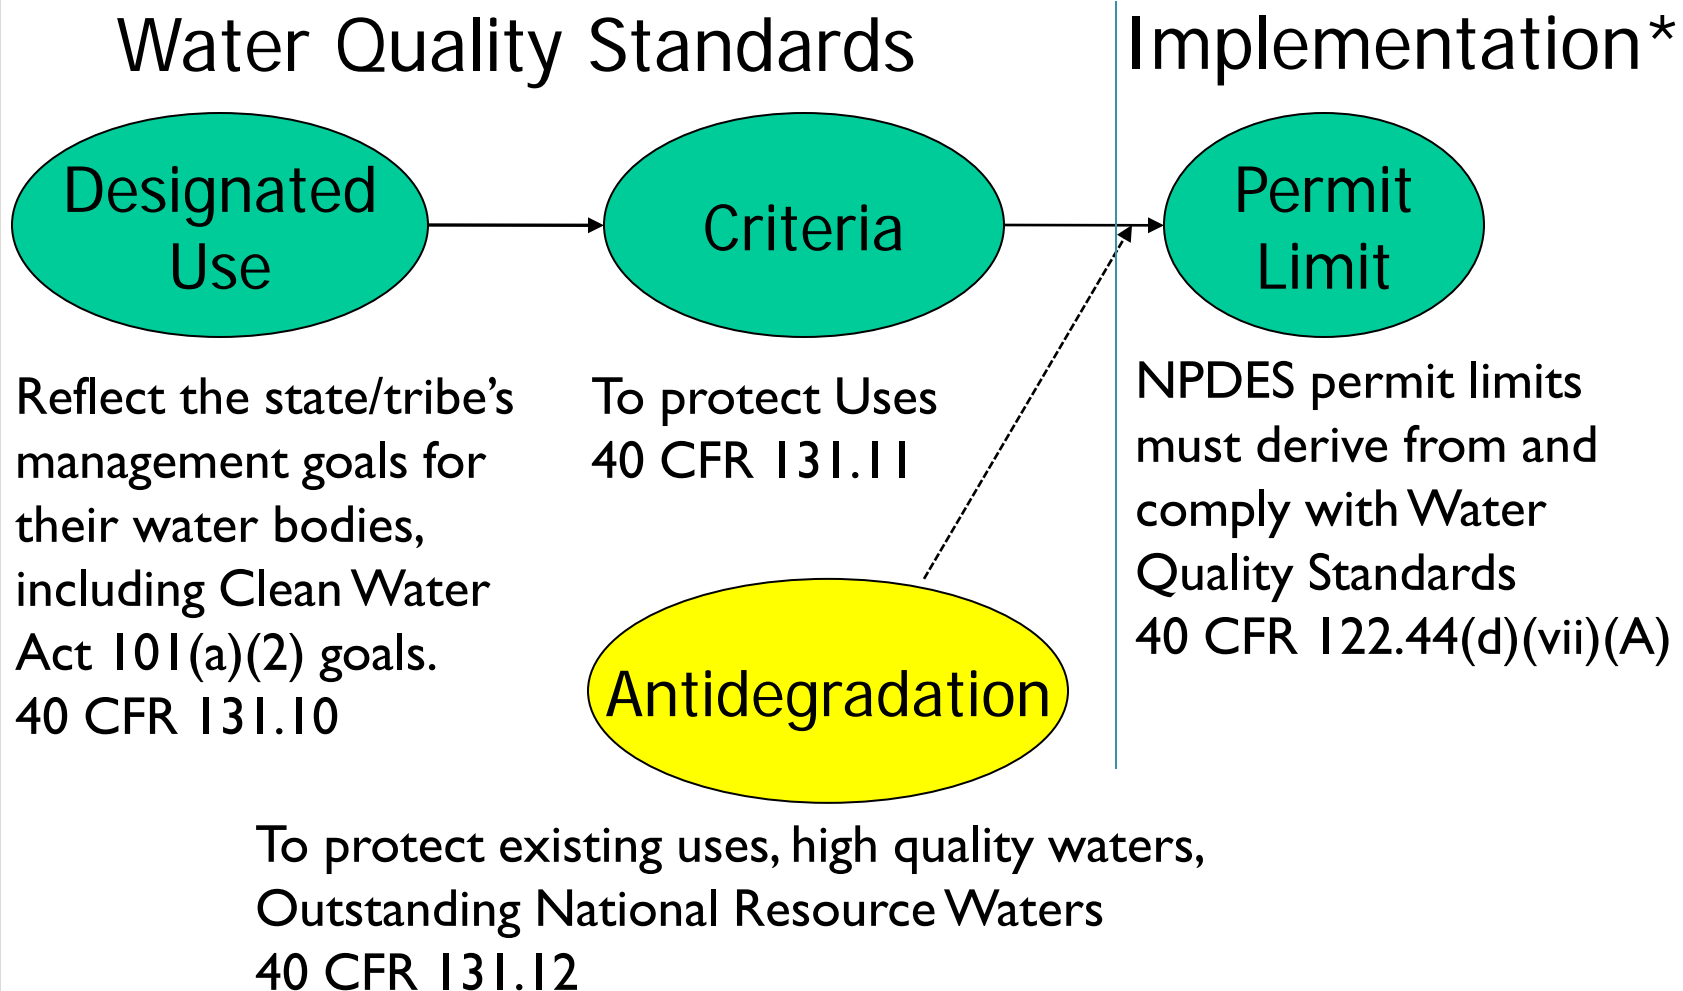 Water Quality Standards
Implementation*
Designated
Use
Criteria
Permit
Limit
Reflect the state/tribe’s
management goals for
their water bodies,
including Clean Water
Act 101(a)(2) goals.
40 CFR 131.10
To protect Uses
40 CFR 131.11
NPDES permit limits
must derive from and
comply with Water
Quality Standards
40 CFR 122.44(d)(vii)(A)
Antidegradation
To protect existing uses, high quality waters,
Outstanding National Resource Waters
40 CFR 131.12